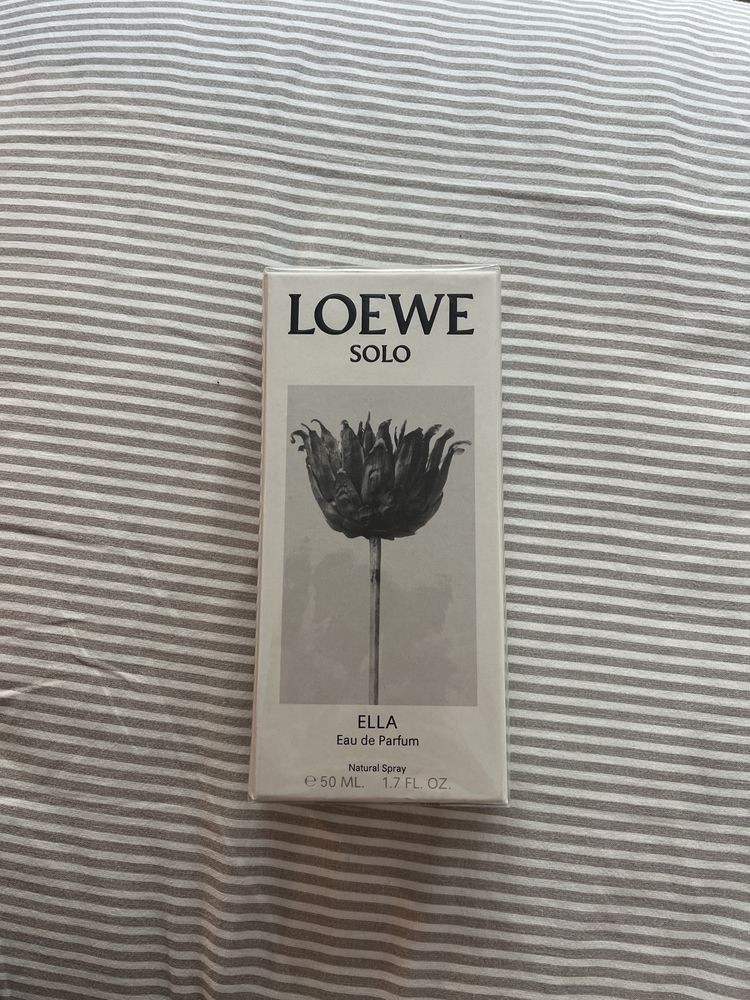 LOEWE
SOLO
ELLA
Eau de Parfum
Natural Spray
℮ 50 ML. 1.7 FL. OZ.